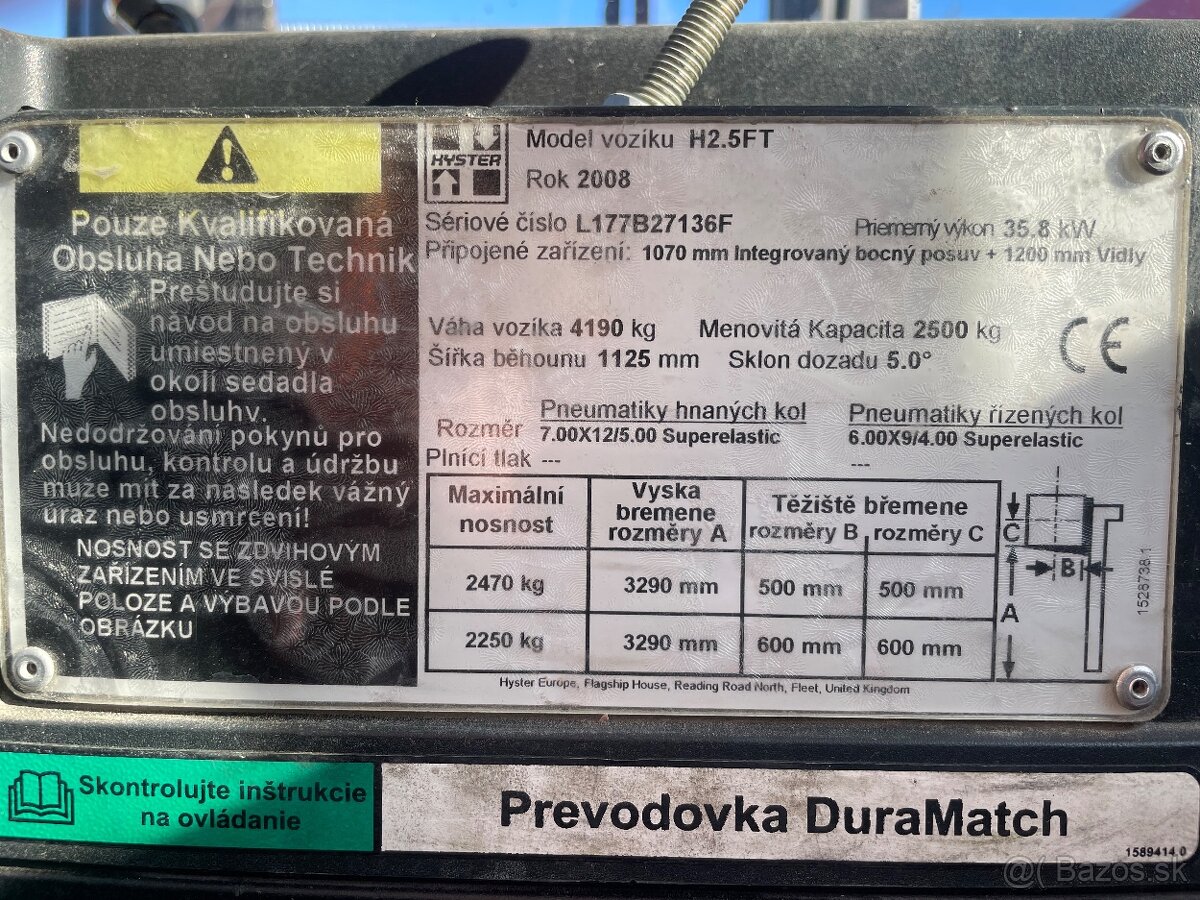 Pouze Kvalifikovaná
Obsluha Nebo Technik
Preštudujte si
návod na obsluhu
umiestnený v
okolí sedadla
obsluhv.
Nedodržování pokynů pro
obsluhu, kontrolu a údržbu
muže mít za následek vážný
úraz nebo usmrcení!
NOSNOST SE ZDVIHOVÝM
ZAŘÍZENÍM VE SVISLÉ
POLOZE A VÝBAVOU PODLE
OBRÁZKU
HYSTER
Model vozíku H2.5FT
Rok 2008
Sériové číslo L177B27136F Priemerný výkon 35.8 kW
Připojené zařízení: 1070 mm Integrovaný bocný posuv + 1200 mm Vidly
Váha vozíka 4190 kg Menovitá Kapacita 2500 kg
Šířka běhounu 1125 mm Sklon dozadu 5.0°
CE
Pneumatiky hnaných kol Pneumatiky řízených kol
Rozměr 7.00X12/5.00 Superelastic 6.00X9/4.00 Superelastic
Plnící tlak --- ---
Maximální nosnost Vyska bremene rozměry A Těžiště břemene rozměry B rozměry C
2470 kg 3290 mm 500 mm 500 mm
2250 kg 3290 mm 600 mm 600 mm
C
B
A
1528738.1
Hyster Europe, Flagship House, Reading Road North, Fleet, United Kingdom
Skontrolujte inštrukcie
na ovládanie
Prevodovka DuraMatch
1589414.0
@( Bazoš.sk